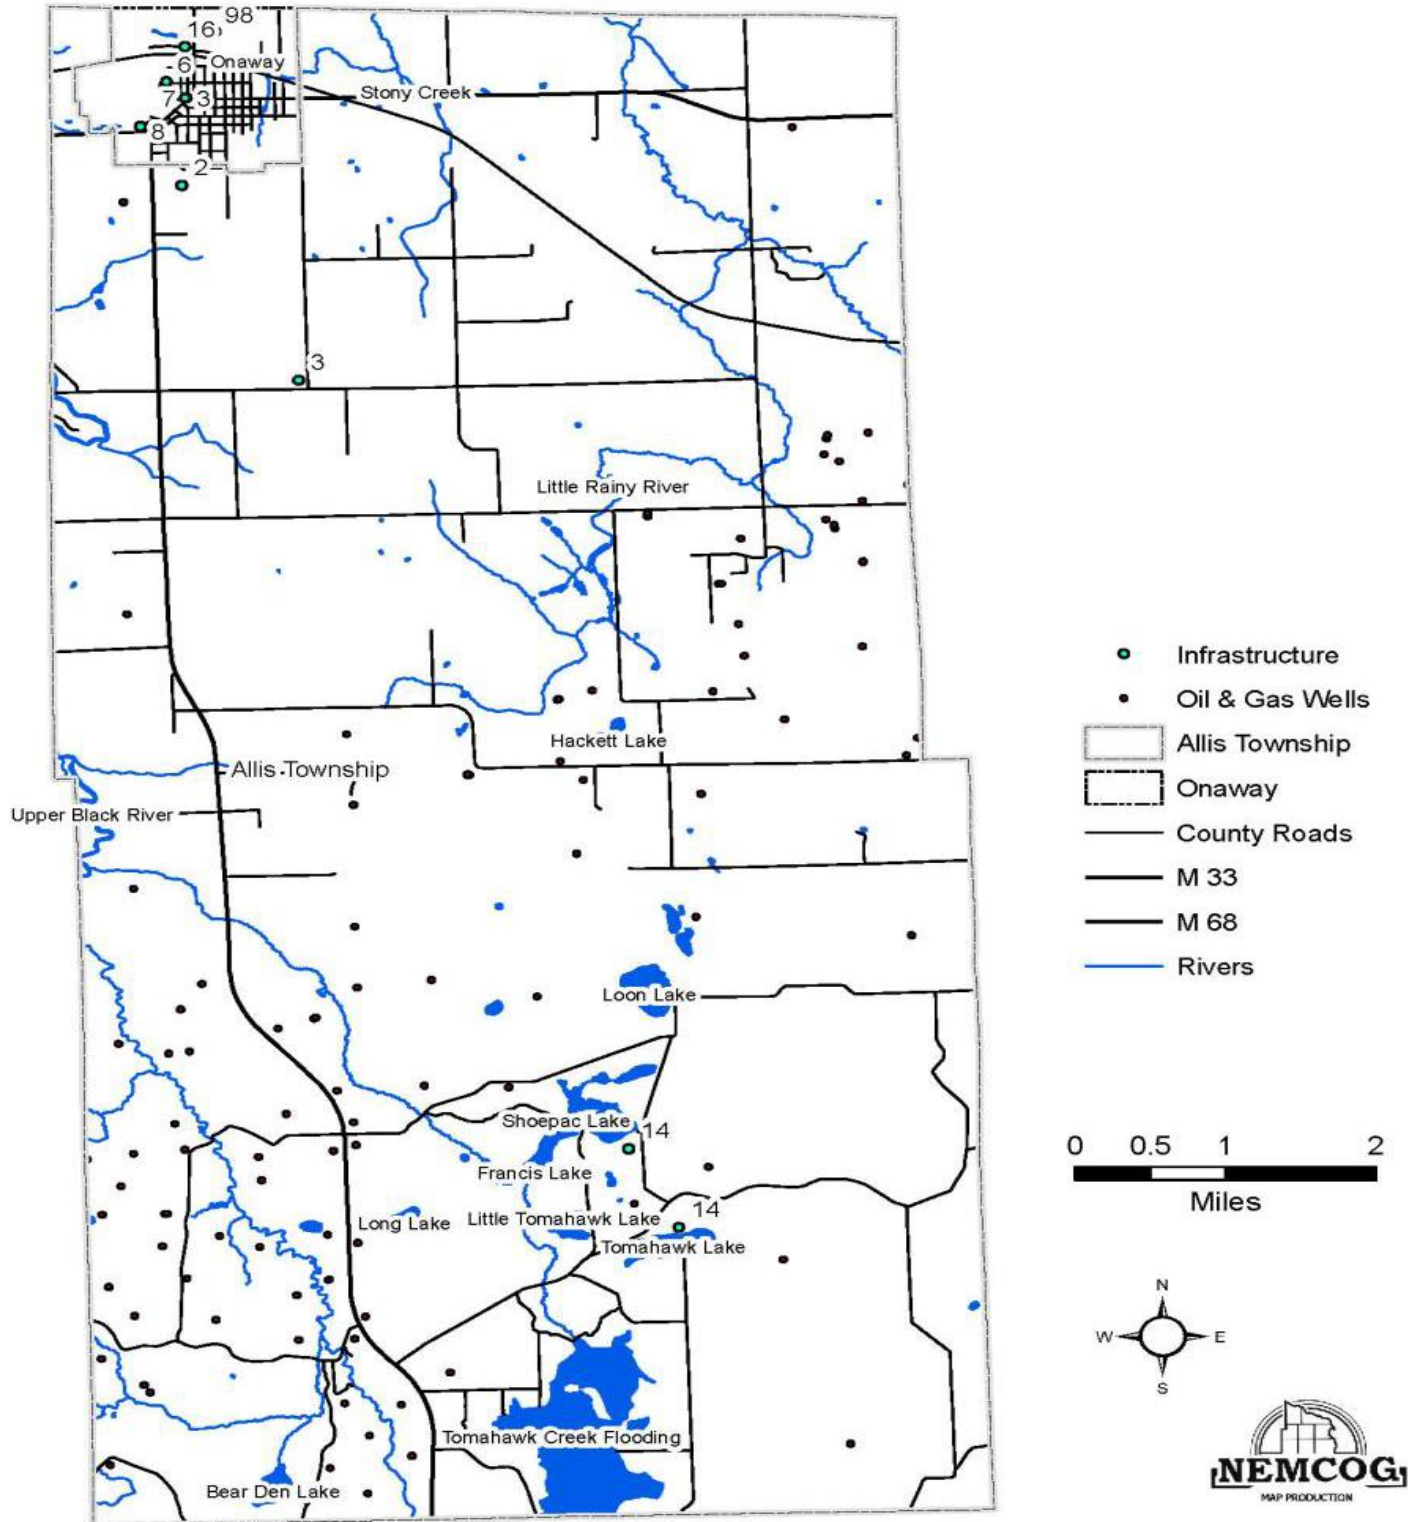 98
16
6
Onaway
7
3
Stony Creek
8
2
3
Little Rainy River
Infrastructure
Oil & Gas Wells
Allis Township
Onaway
County Roads
M 33
M 68
Rivers
Hackett Lake
Allis Township
Upper Black River
Loon Lake
Shoepac Lake
14
Francis Lake
14
Long Lake
Little Tomahawk Lake
Tomahawk Lake
0 0.5 1 2
Miles
N
W E
S
Tomahawk Creek Flooding
Bear Den Lake
NEMCOG
MAP PRODUCTION